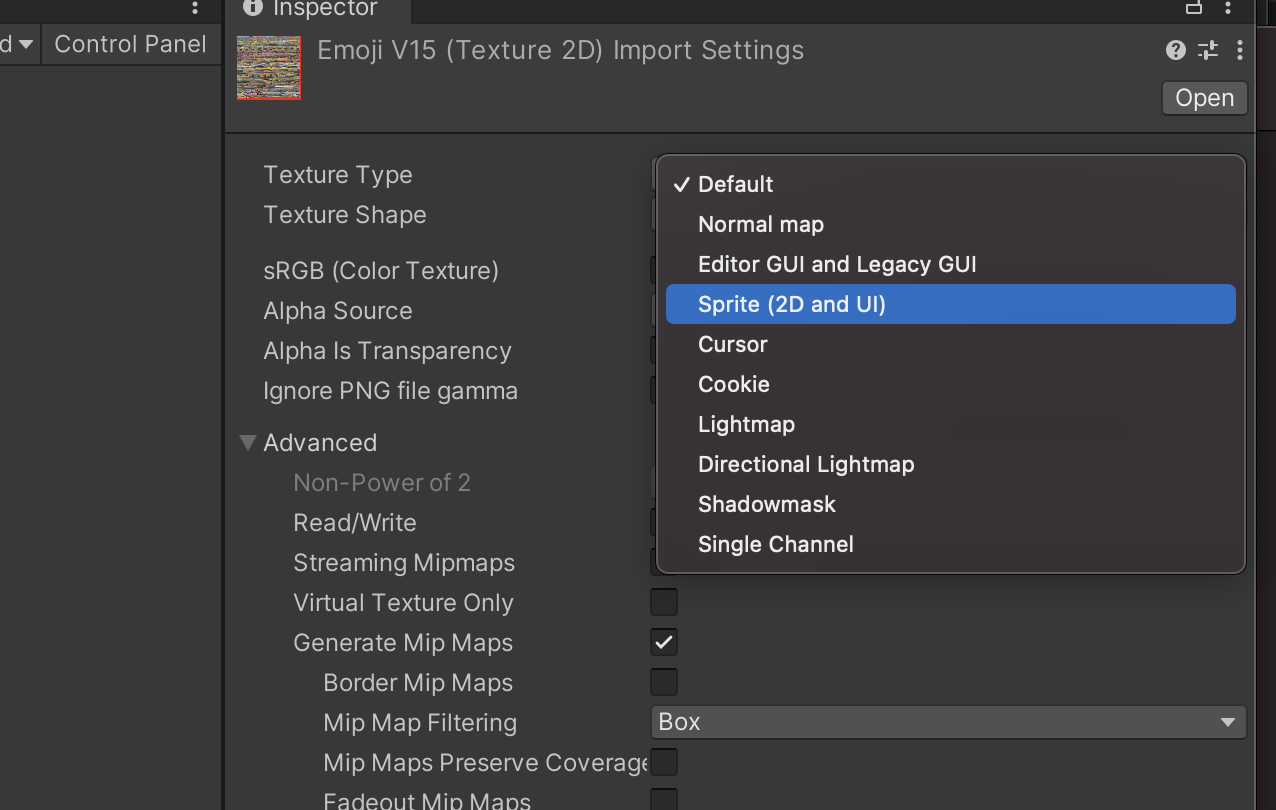 Inspector
d
Control Panel
Emoji V15 (Texture 2D) Import Settings
Open
Texture Type
Default
Normal map
Texture Shape
Editor GUI and Legacy GUI
sRGB (Color Texture)
Sprite (2D and UI)
Alpha Source
Cursor
Alpha Is Transparency
Cookie
Ignore PNG file gamma
Lightmap
Advanced
Directional Lightmap
Non-Power of 2
Shadowmask
Read/Write
Single Channel
Streaming Mipmaps
Virtual Texture Only
Generate Mip Maps
Border Mip Maps
Mip Map Filtering
Box
Mip Maps Preserve Coverage
Fadeout Mip Maps